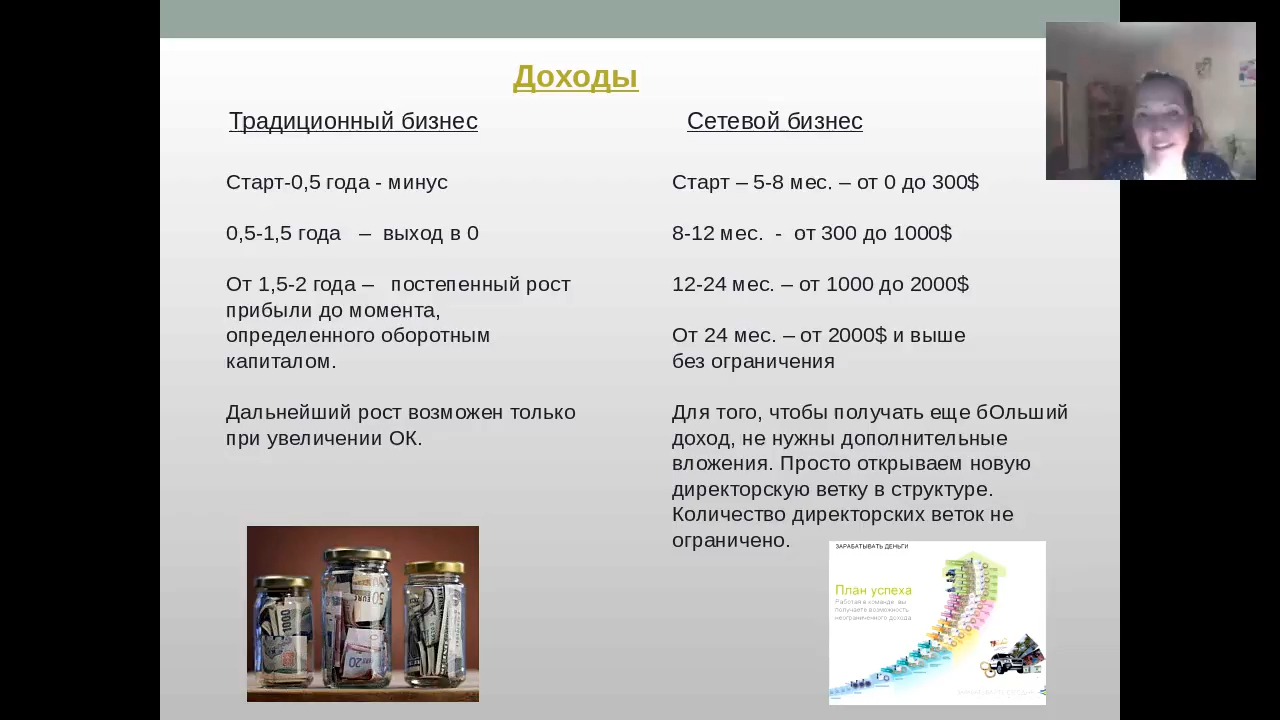 Доходы
Традиционный бизнес
Старт-0,5 года - минус
0,5-1,5 года – выход в 0
От 1,5-2 года – постепенный рост
прибыли до момента,
определенного оборотным
капиталом.
Дальнейший рост возможен только
при увеличении ОК.
Сетевой бизнес
Старт – 5-8 мес. – от 0 до 300$
8-12 мес. - от 300 до 1000$
12-24 мес. – от 1000 до 2000$
От 24 мес. – от 2000$ и выше
без ограничения
Для того, чтобы получать еще бОльший
доход, не нужны дополнительные
вложения. Просто открываем новую
директорскую ветку в структуре.
Количество директорских веток не
ограничено.
ЗАРАБАТЫВАТЬ ДЕНЬГИ
План успеха
Работая в команде, вы
получаете возможность
неограниченного дохода